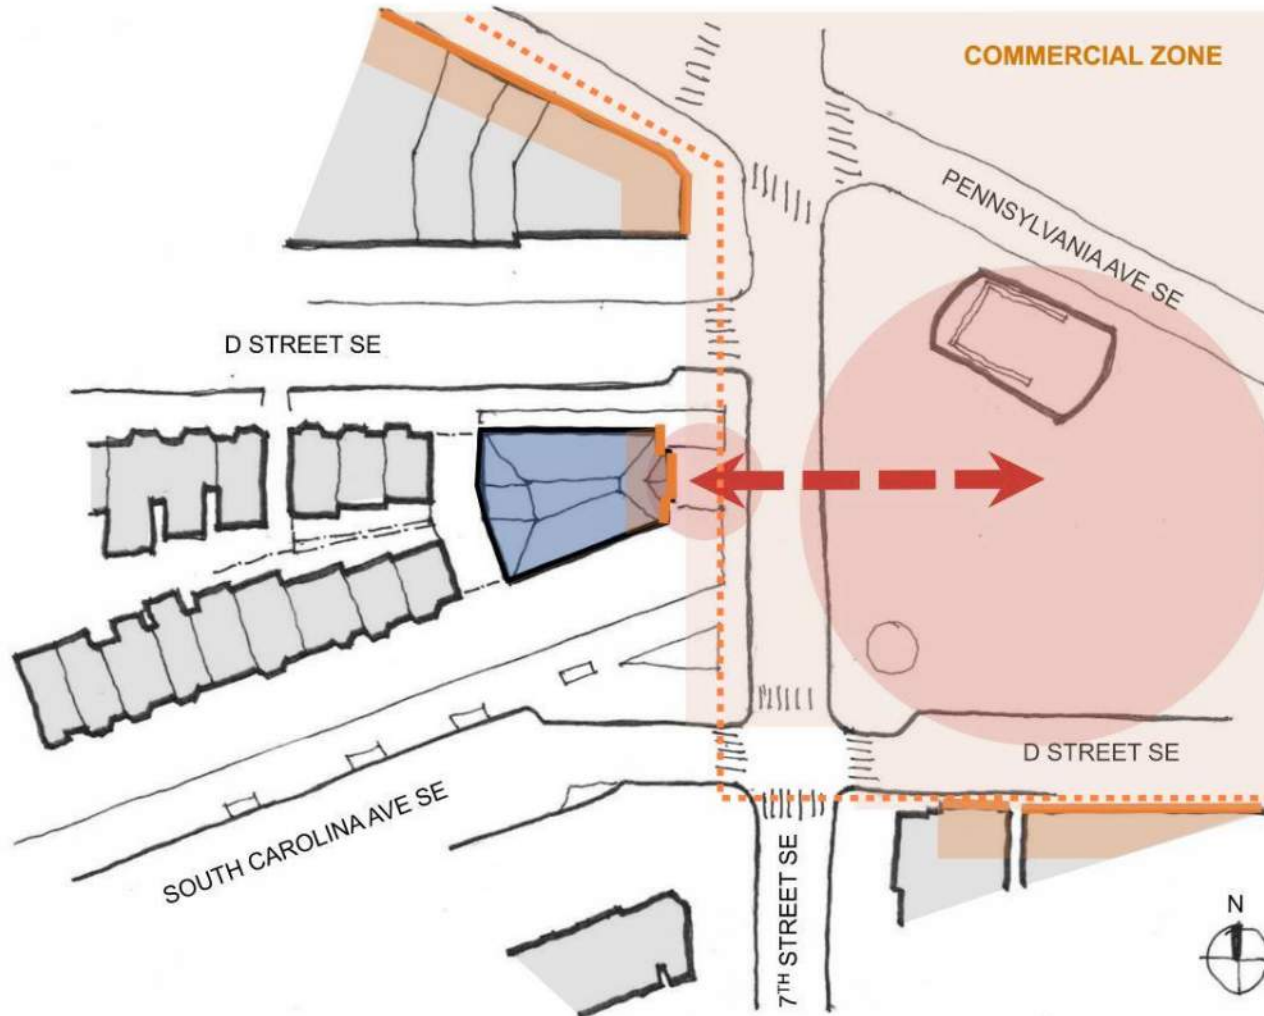 COMMERCIAL ZONE
PENNSYLVANIA AVE SE
D STREET SE
D STREET SE
SOUTH CAROLINA AVE SE
7TH STREET SE
N